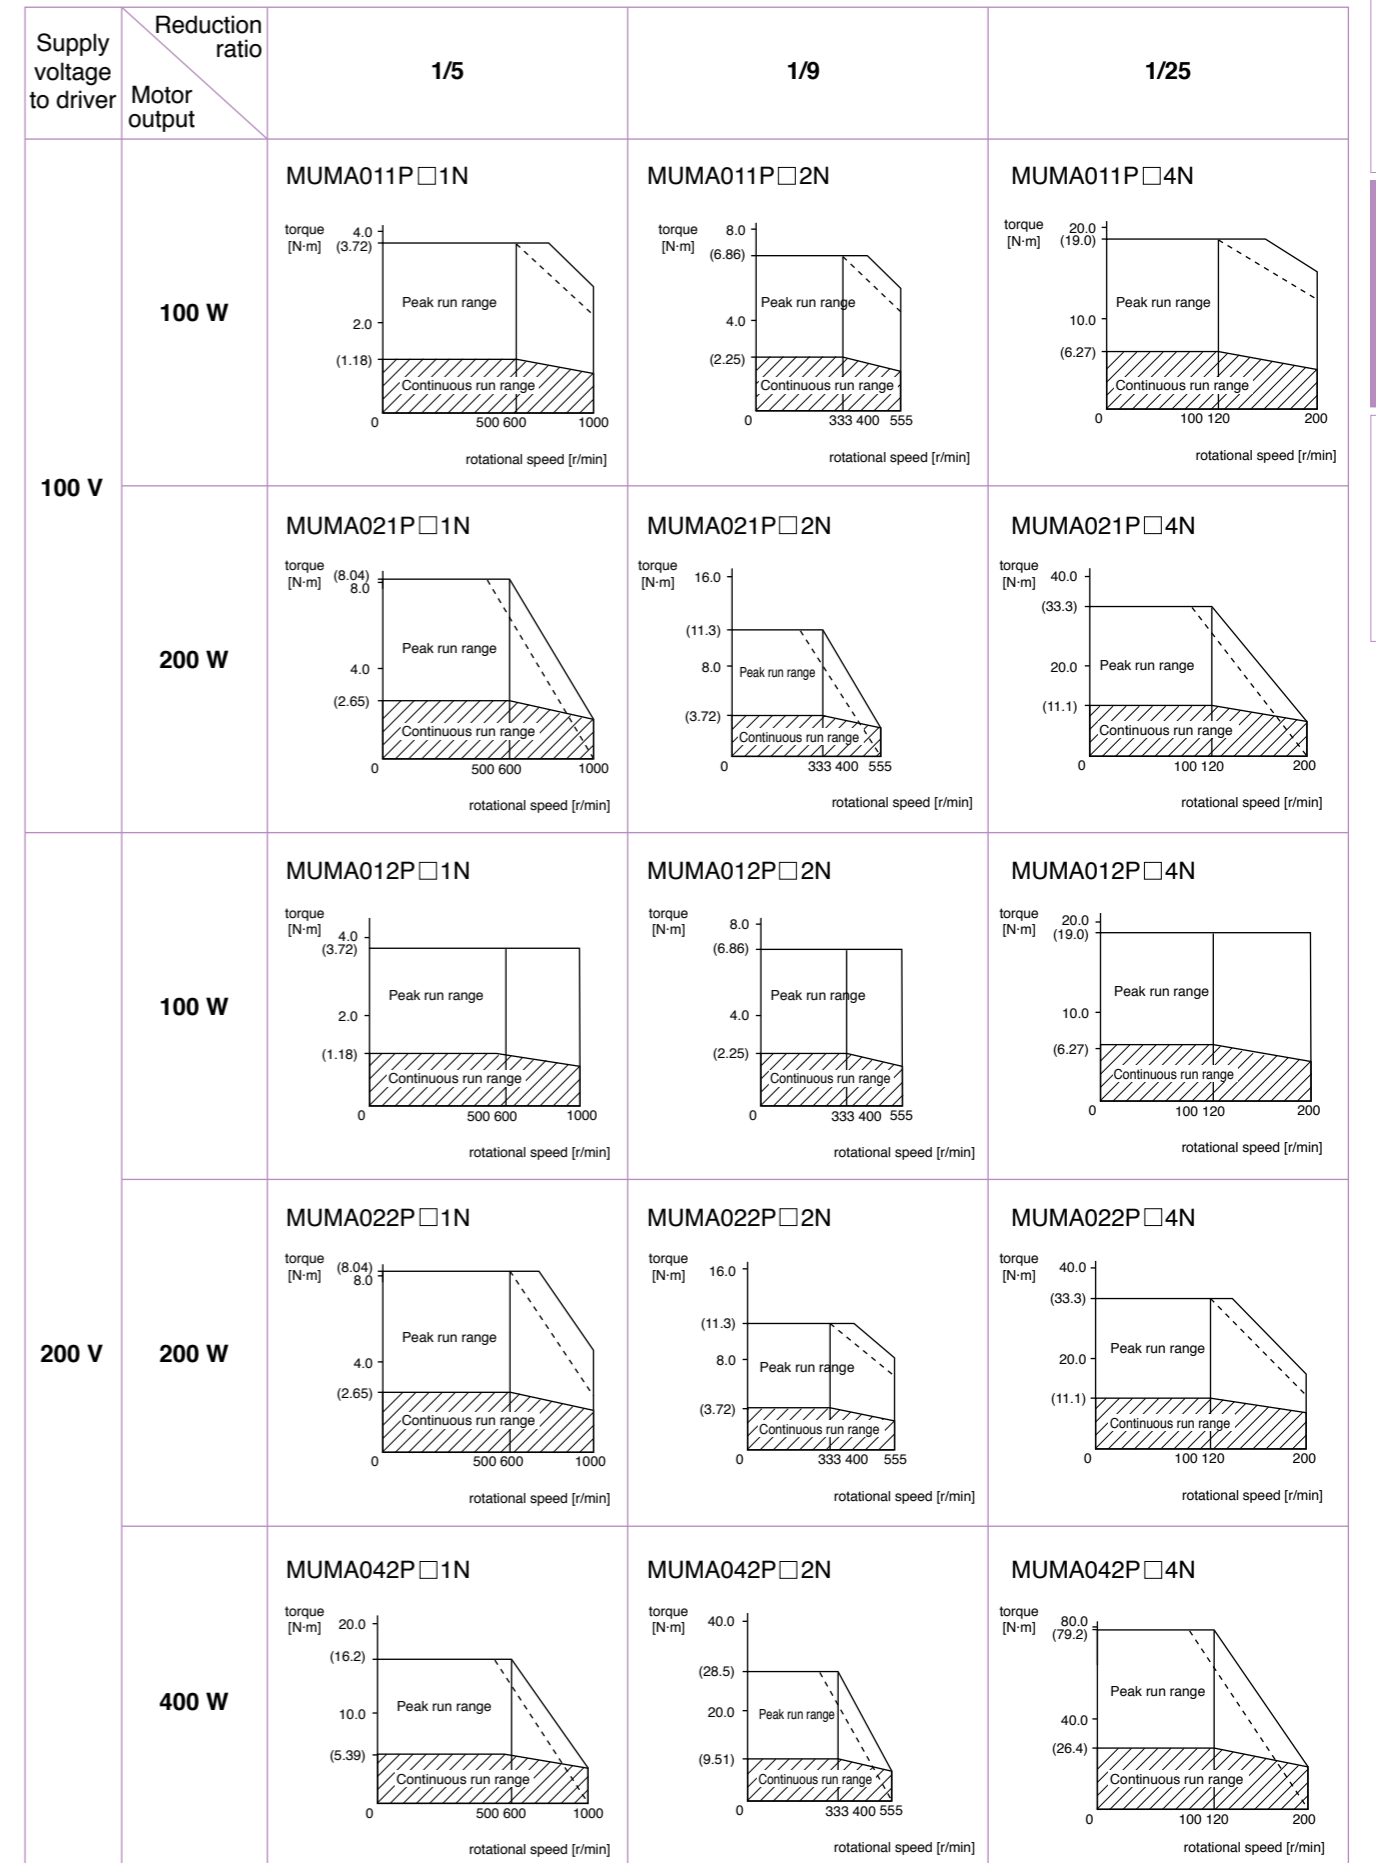 Supply
voltage
to driver
Reduction
ratio
Motor
output
1/5
1/9
1/25
100 V
100 W
MUMA011P□1N
torque
[N·m]
4.0
(3.72)
2.0
(1.18)
Peak run range
Continuous run range
0
500 600
1000
rotational speed [r/min]
MUMA011P□2N
torque
[N·m]
8.0
(6.86)
4.0
(2.25)
Peak run range
Continuous run range
0
333 400
555
rotational speed [r/min]
MUMA011P□4N
torque
[N·m]
20.0
(19.0)
10.0
(6.27)
Peak run range
Continuous run range
0
100 120
200
rotational speed [r/min]
200 W
MUMA021P□1N
torque
[N·m]
(8.04)
8.0
4.0
(2.65)
Peak run range
Continuous run range
0
500 600
1000
rotational speed [r/min]
MUMA021P□2N
torque
[N·m]
16.0
(11.3)
8.0
(3.72)
Peak run range
Continuous run range
0
333 400
555
rotational speed [r/min]
MUMA021P□4N
torque
[N·m]
40.0
(33.3)
20.0
(11.1)
Peak run range
Continuous run range
0
100 120
200
rotational speed [r/min]
200 V
100 W
MUMA012P□1N
torque
[N·m]
4.0
(3.72)
2.0
(1.18)
Peak run range
Continuous run range
0
500 600
1000
rotational speed [r/min]
MUMA012P□2N
torque
[N·m]
8.0
(6.86)
4.0
(2.25)
Peak run range
Continuous run range
0
333 400
555
rotational speed [r/min]
MUMA012P□4N
torque
[N·m]
20.0
(19.0)
10.0
(6.27)
Peak run range
Continuous run range
0
100 120
200
rotational speed [r/min]
200 W
MUMA022P□1N
torque
[N·m]
(8.04)
8.0
4.0
(2.65)
Peak run range
Continuous run range
0
500 600
1000
rotational speed [r/min]
MUMA022P□2N
torque
[N·m]
16.0
(11.3)
8.0
(3.72)
Peak run range
Continuous run range
0
333 400
555
rotational speed [r/min]
MUMA022P□4N
torque
[N·m]
40.0
(33.3)
20.0
(11.1)
Peak run range
Continuous run range
0
100 120
200
rotational speed [r/min]
400 W
MUMA042P□1N
torque
[N·m]
20.0
(16.2)
10.0
(5.39)
Peak run range
Continuous run range
0
500 600
1000
rotational speed [r/min]
MUMA042P□2N
torque
[N·m]
40.0
(28.5)
20.0
(9.51)
Peak run range
Continuous run range
0
333 400
555
rotational speed [r/min]
MUMA042P□4N
torque
[N·m]
80.0
(79.2)
40.0
(26.4)
Peak run range
Continuous run range
0
100 120
200
rotational speed [r/min]